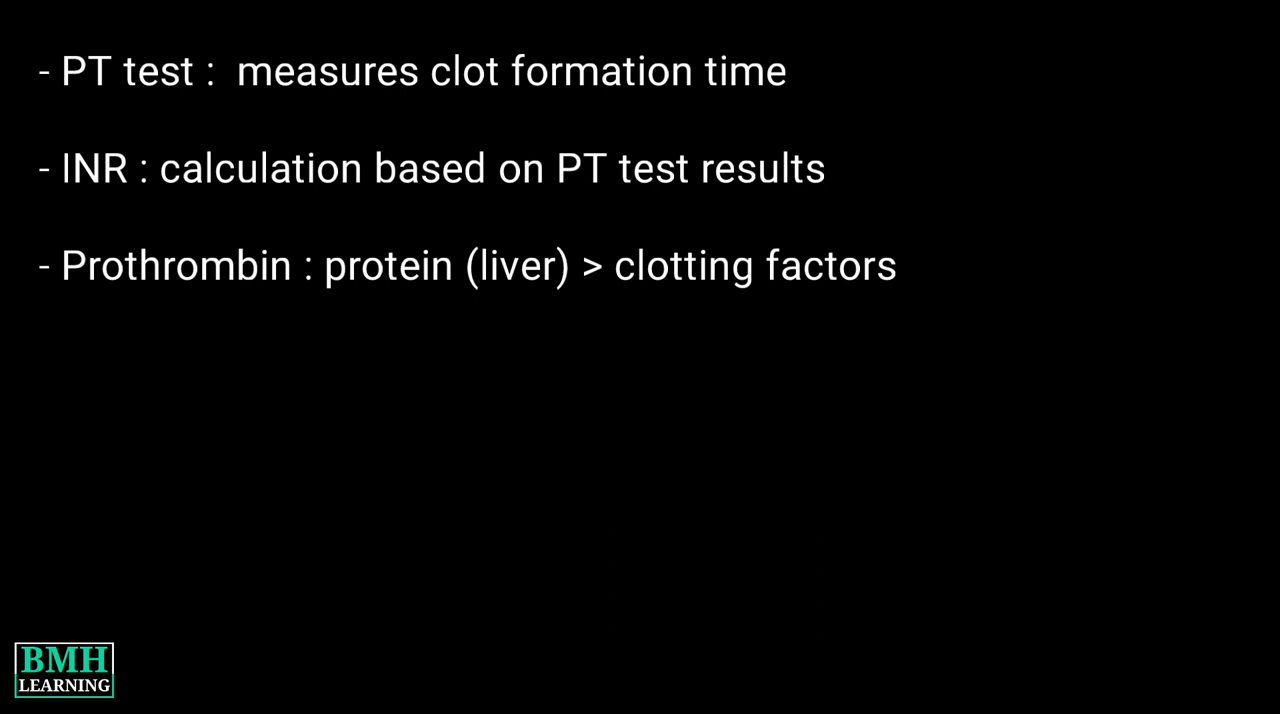 - PT test :  measures clot formation time
- INR : calculation based on PT test results
- Prothrombin : protein (liver) > clotting factors
BMH
LEARNING